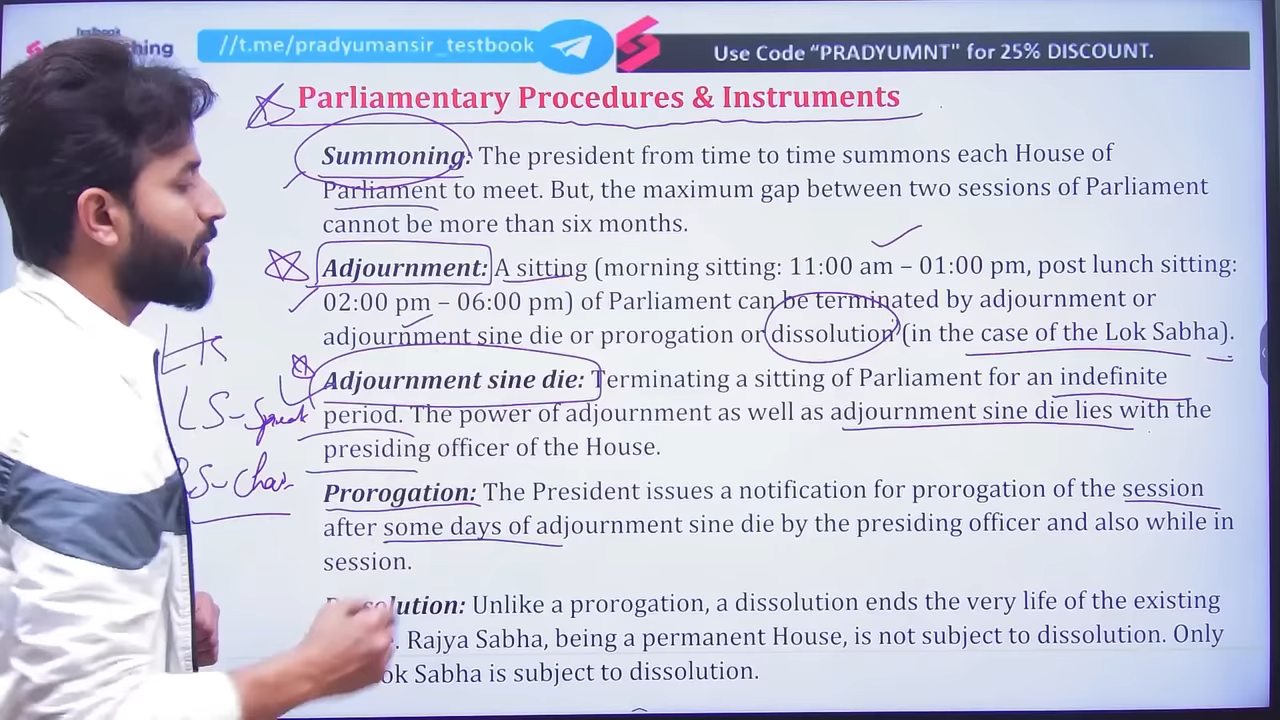 testbook
//t.me/pradyumansir_testbook
Use Code “PRADYUMNT" for 25% DISCOUNT.
Parliamentary Procedures & Instruments
Summoning: The president from time to time summons each House of
Parliament to meet. But, the maximum gap between two sessions of Parliament
cannot be more than six months.
Adjournment: A sitting (morning sitting: 11:00 am – 01:00 pm, post lunch sitting:
02:00 pm – 06:00 pm) of Parliament can be terminated by adjournment or
adjournment sine die or prorogation or dissolution (in the case of the Lok Sabha).
Adjournment sine die: Terminating a sitting of Parliament for an indefinite
period. The power of adjournment as well as adjournment sine die lies with the
presiding officer of the House.
LS-
Prorogation: The President issues a notification for prorogation of the session
after some days of adjournment sine die by the presiding officer and also while in
session.
Unlike a prorogation, a dissolution ends the very life of the existing
Rajya Sabha, being a permanent House, is not subject to dissolution. Only
Sabha is subject to dissolution.